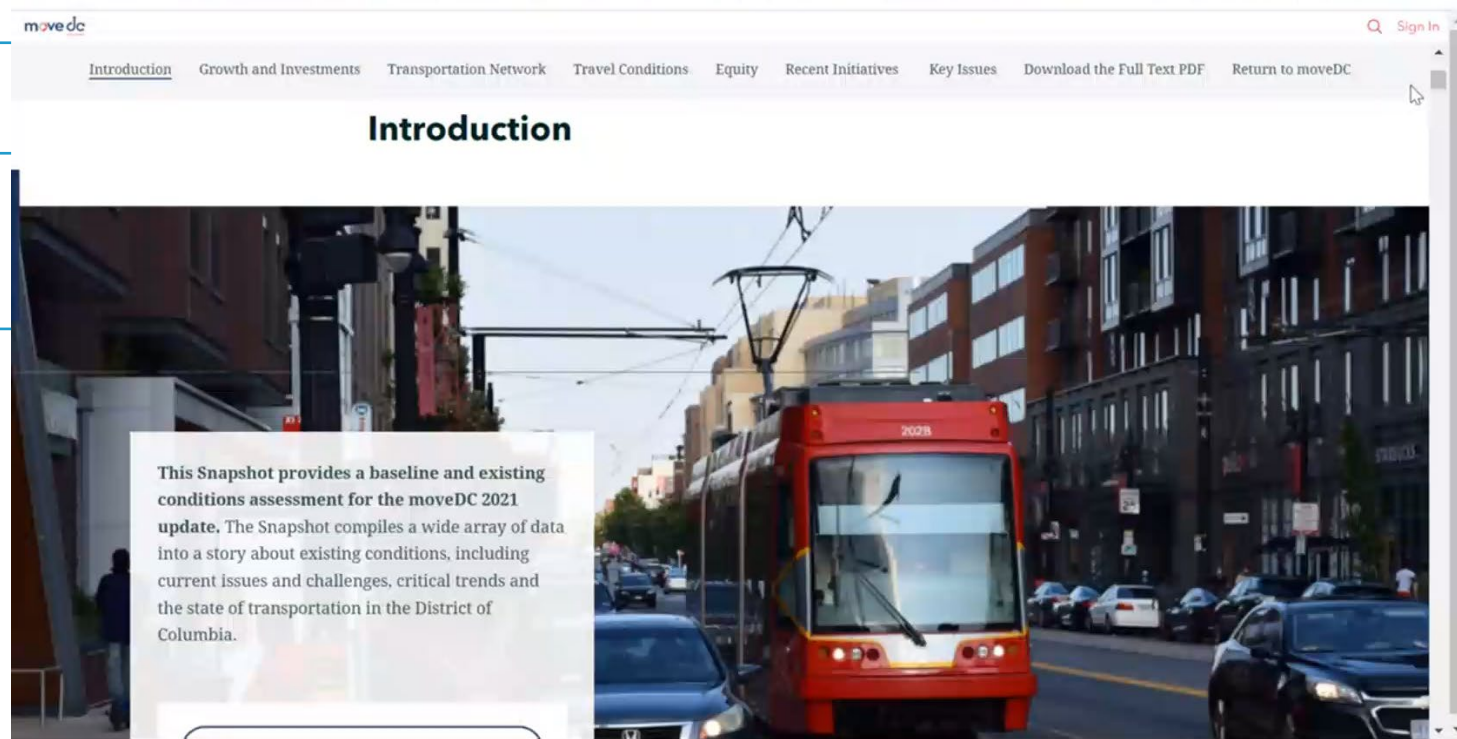 move dc
Sign In
Introduction Growth and Investments Transportation Network Travel Conditions Equity Recent Initiatives Key Issues Download the Full Text PDF Return to moveDC
Introduction
202B
STARBUCKS
This Snapshot provides a baseline and existing
conditions assessment for the moveDC 2021
update. The Snapshot compiles a wide array of data
into a story about existing conditions, including
current issues and challenges, critical trends and
the state of transportation in the District of
Columbia.